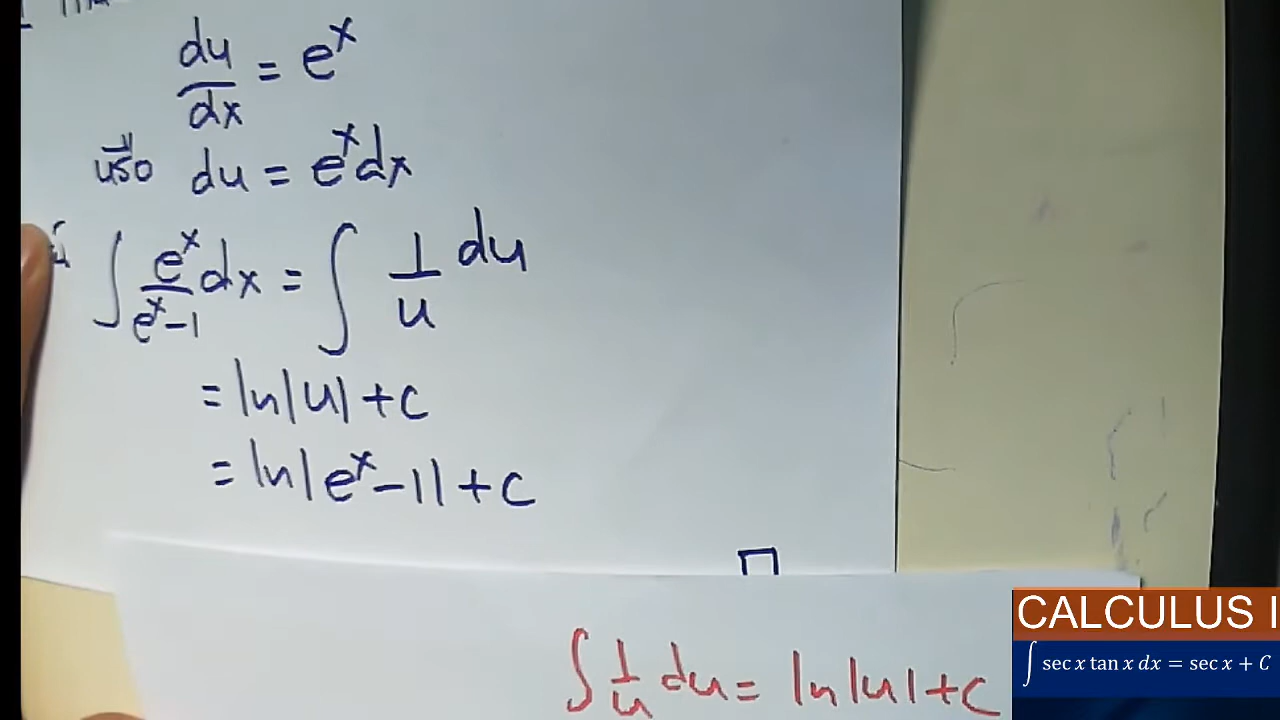 du/dx = e^x
หรือ du = e^x dx
∫ e^x/(e^x-1) dx = ∫ 1/u du
= ln|u| + c
= ln|e^x-1| + c
∫ 1/u du = ln|u| + c
CALCULUS I
∫ sec x tan x dx = sec x + C